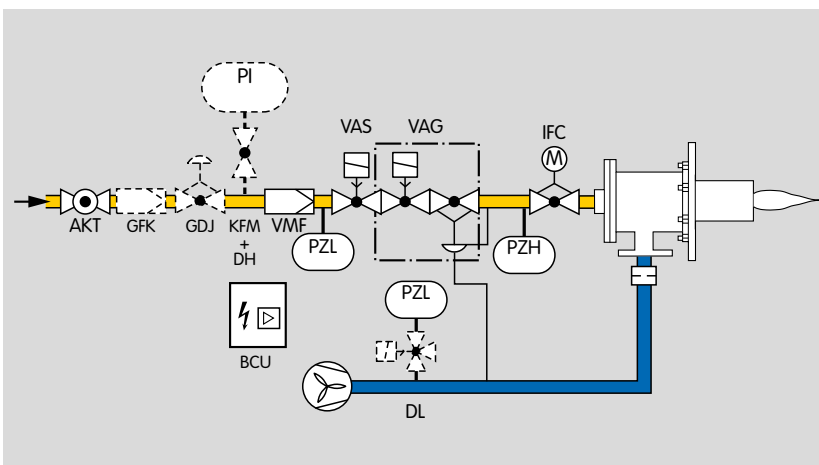 PI
VAS
VAG
IFC
M
AKT
GFK
GDJ
KFM
+
DH
VMF
PZL
PZH
PZL
BCU
DL